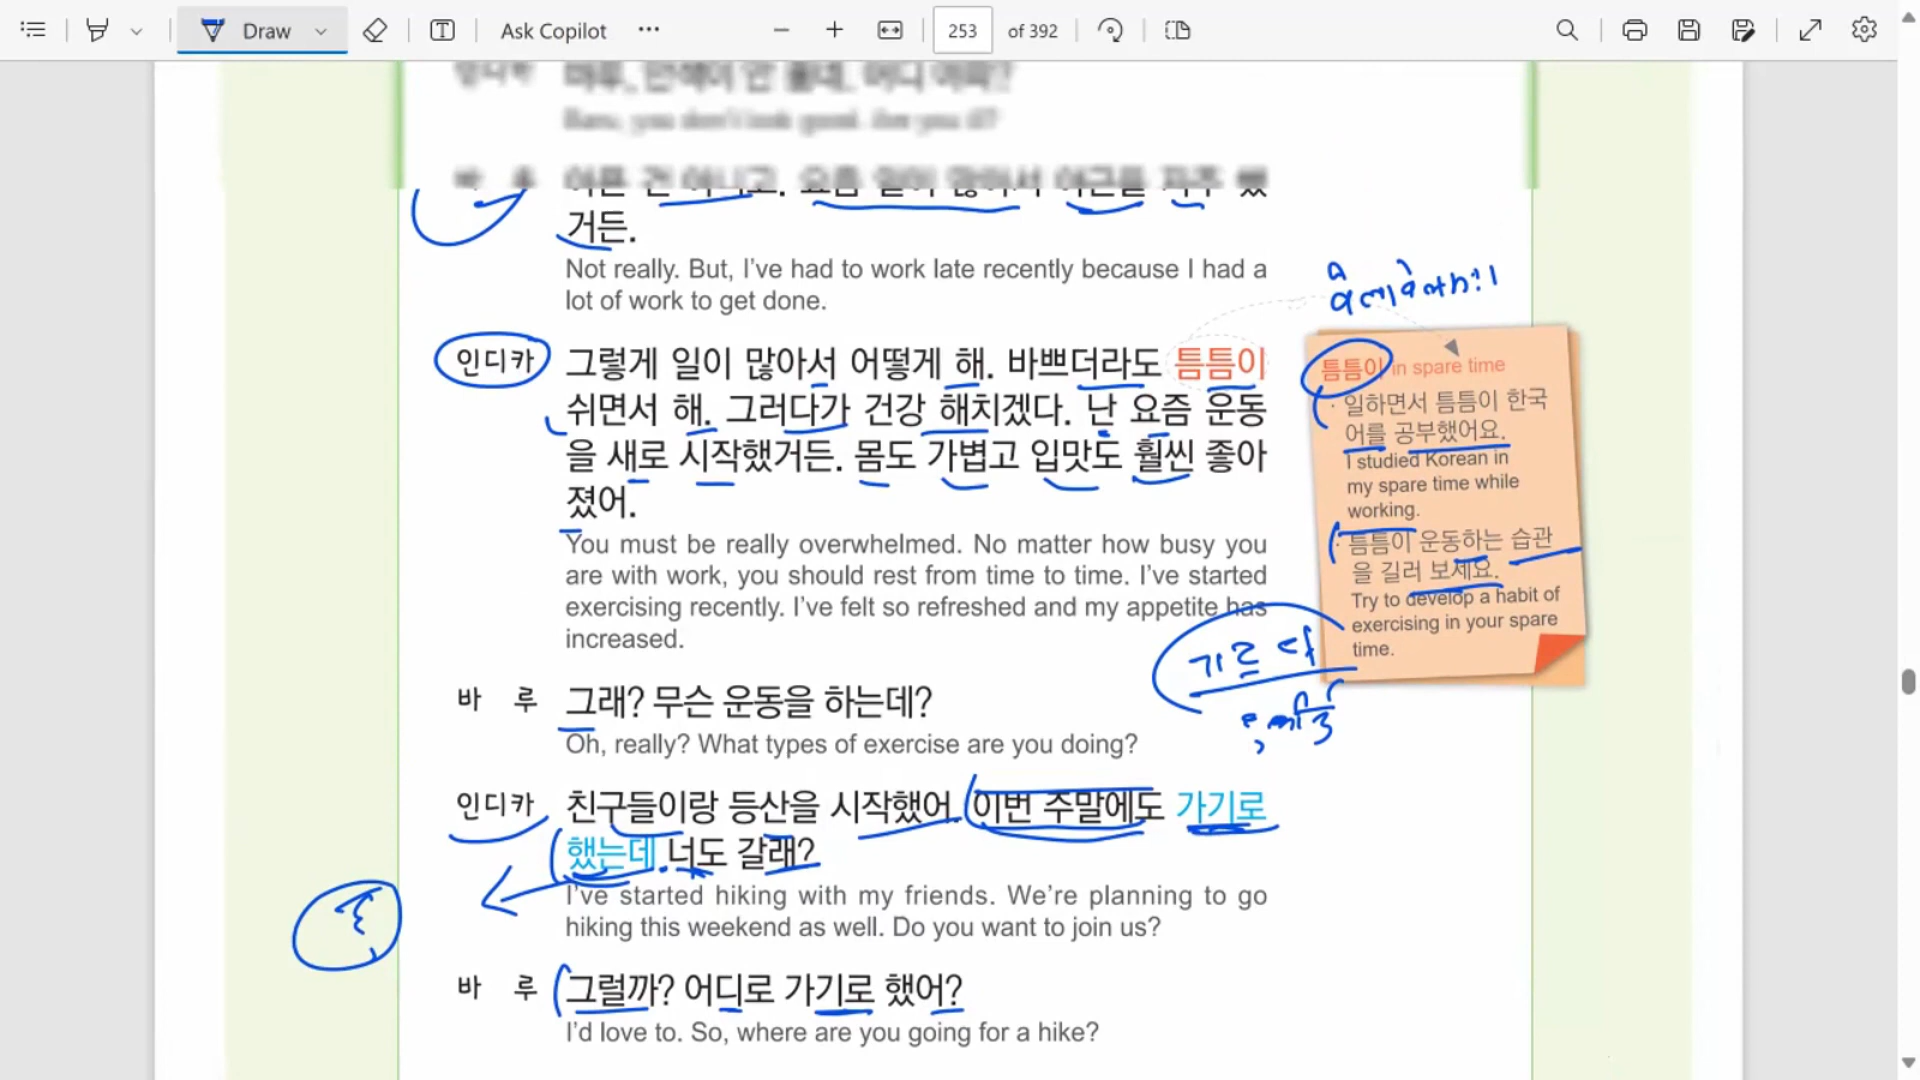 Draw
Ask Copilot
253 of 392
거든.
Not really. But, I've had to work late recently because I had a
lot of work to get done.
인디카 그렇게 일이 많아서 어떻게 해. 바쁘더라도 틈틈이
쉬면서 해. 그러다가 건강 해치겠다. 난 요즘 운동
을 새로 시작했거든. 몸도 가볍고 입맛도 훨씬 좋아
졌어.
You must be really overwhelmed. No matter how busy you
are with work, you should rest from time to time. I've started
exercising recently. I've felt so refreshed and my appetite has
increased.
바 루 그래? 무슨 운동을 하는데?
Oh, really? What types of exercise are you doing?
인디카 친구들이랑 등산을 시작했어. 이번 주말에도 가기로
했는데 너도 갈래?
I've started hiking with my friends. We're planning to go
hiking this weekend as well. Do you want to join us?
바 루 그럴까? 어디로 가기로 했어?
I'd love to. So, where are you going for a hike?
틈틈이 in spare time
· 일하면서 틈틈이 한국
어를 공부했어요.
I studied Korean in
my spare time while
working.
· 틈틈이 운동하는 습관
을 길러 보세요.
Try to develop a habit of
exercising in your spare
time.
기르다